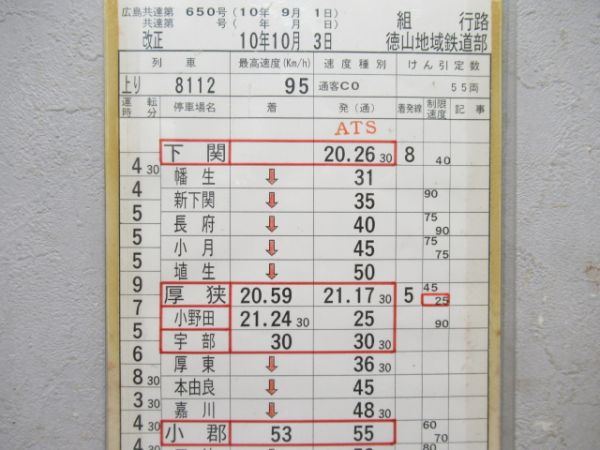 広島共達第 650号(10年 9月 1日) 組 行路
共達第 号( 年 月 日)
改正 10年10月 3日 徳山地域鉄道部
列車 最高速度(Km/h) 速度種別 けん引定数
上り 8112 95 通客C0 55両
運転時分 停車場名 着 発(通) 着発線 制限速度 記事
ATS
下関 20.26 30 8 40
4 30
幡生 ↓ 31
4 90
新下関 ↓ 35
5 75
長府 ↓ 40 90
5 75
小月 ↓ 45 75
5
埴生 ↓ 50
9 45
厚狭 20.59 21.17 30 5 25
7
小野田 21.24 30 25 90
5
宇部 30 30 30
6
厚東 ↓ 36 30
8 30
本由良 ↓ 45
3 30
嘉川 ↓ 48 30
4 30 60
小郡 53 55 70
4 30 80